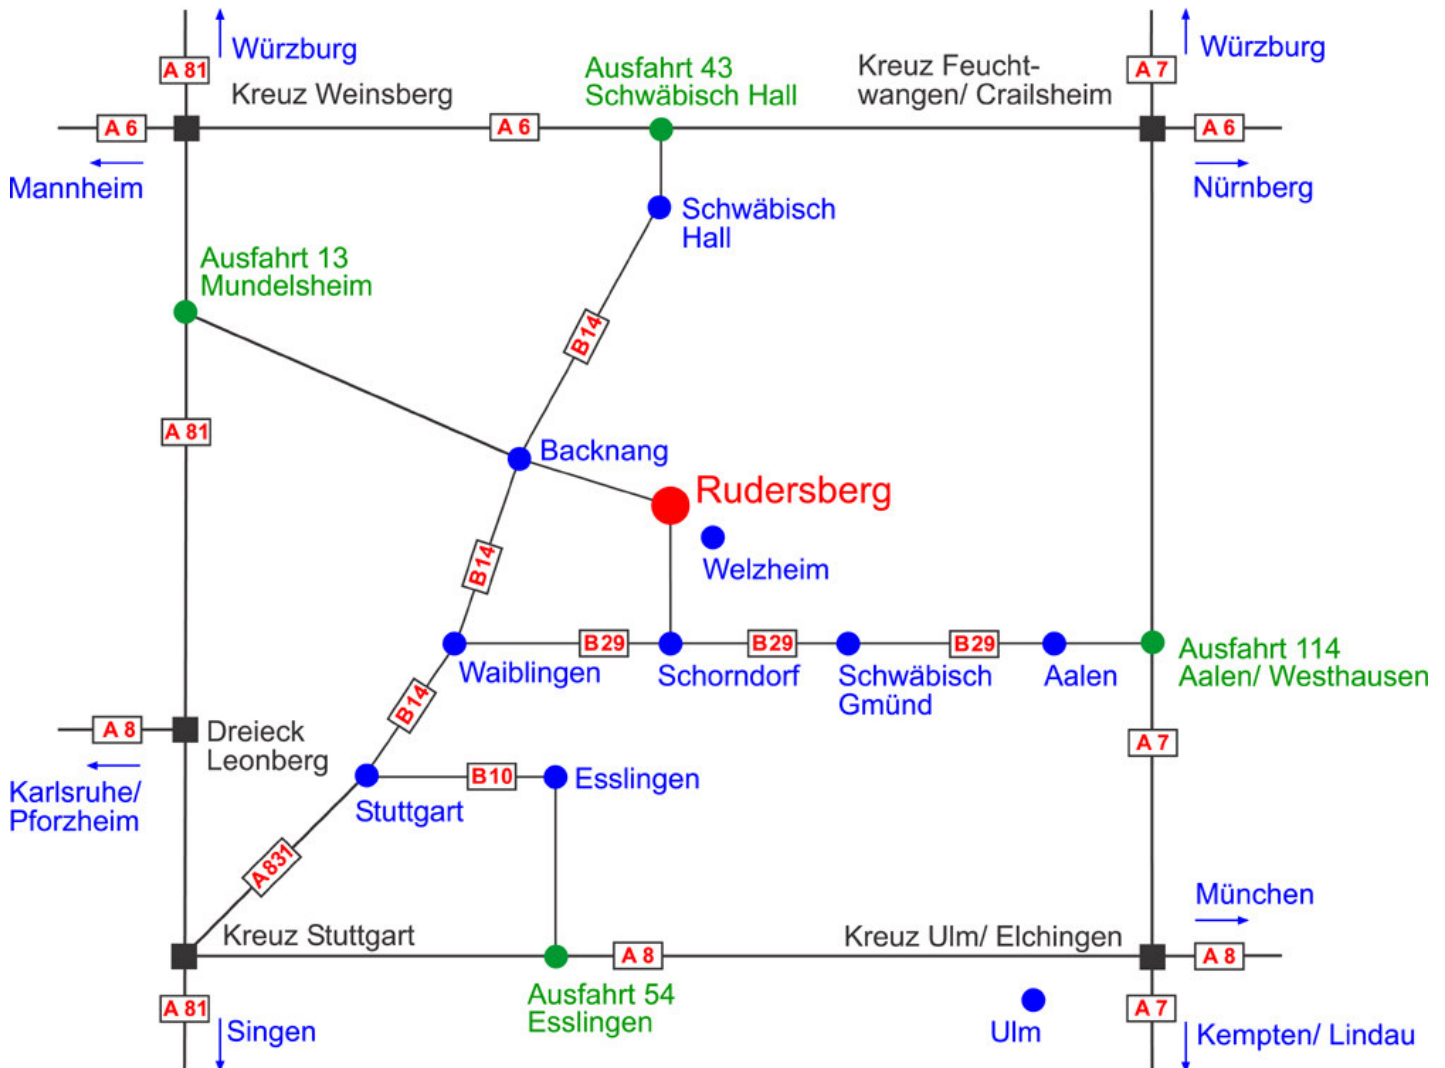 Würzburg
A 81
Kreuz Weinsberg
Ausfahrt 43
Schwäbisch Hall
Kreuz Feucht-
wangen/ Crailsheim
A 7
Würzburg
A 6
A 6
A 6
Mannheim
Nürnberg
Schwäbisch
Hall
Ausfahrt 13
Mundelsheim
B14
A 81
Backnang
Rudersberg
B14
Welzheim
B29
B29
B29
Waiblingen
Schorndorf
Schwäbisch
Gmünd
Aalen
Ausfahrt 114
Aalen/ Westhausen
B14
A 8
Dreieck
Leonberg
A 7
Karlsruhe/
Pforzheim
Stuttgart
B10
Esslingen
A831
München
Kreuz Stuttgart
A 8
Kreuz Ulm/ Elchingen
A 8
Ausfahrt 54
Esslingen
A 81
Singen
Ulm
A 7
Kempten/ Lindau